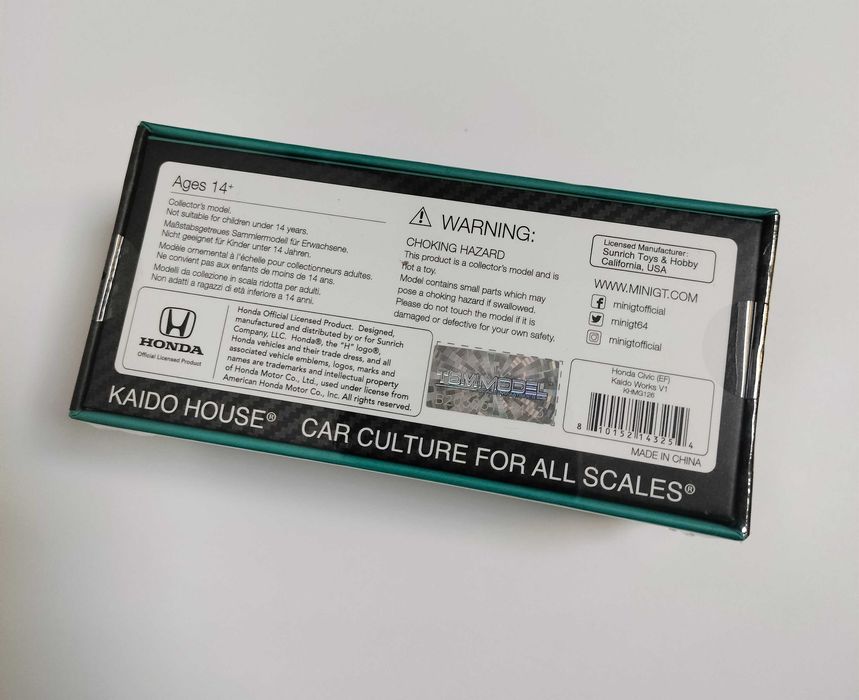 Ages 14+
Collector's model.
Not suitable for children under 14 years.
Maßstabsgetreues Sammlermodell für Erwachsene.
Nicht geeignet für Kinder unter 14 Jahren.
Modèle ornemental à l'échelle pour collectionneurs adultes.
Ne convient pas aux enfants de moins de 14 ans.
Modelli da collezione in scala ridotta per adulti.
Non adatti a ragazzi di età inferiore a 14 anni.
HONDA
Official Licensed Product
Honda Official Licensed Product. Designed,
manufactured and distributed by or for Sunrich
Company, LLC. Honda®, the "H" logo®,
Honda vehicles and their trade dress, and all
associated vehicle emblems, logos, marks and
names are trademarks and intellectual property
of Honda Motor Co., Ltd., used under license from
American Honda Motor Co., Inc. All rights reserved.
WARNING:
CHOKING HAZARD
This product is a collector's model and is
not a toy.
Model contains small parts which may
pose a choking hazard if swallowed.
Please do not touch the model if it is
damaged or defective for your own safety.
TSM MODEL
Licensed Manufacturer:
Sunrich Toys & Hobby
California, USA
WWW.MINIGT.COM
minigtofficial
minigt64
minigtofficial
Honda Civic (EF)
Kaido Works V1
KHMG126
8 10152 14325 4
MADE IN CHINA
KAIDO HOUSE® CAR CULTURE FOR ALL SCALES®